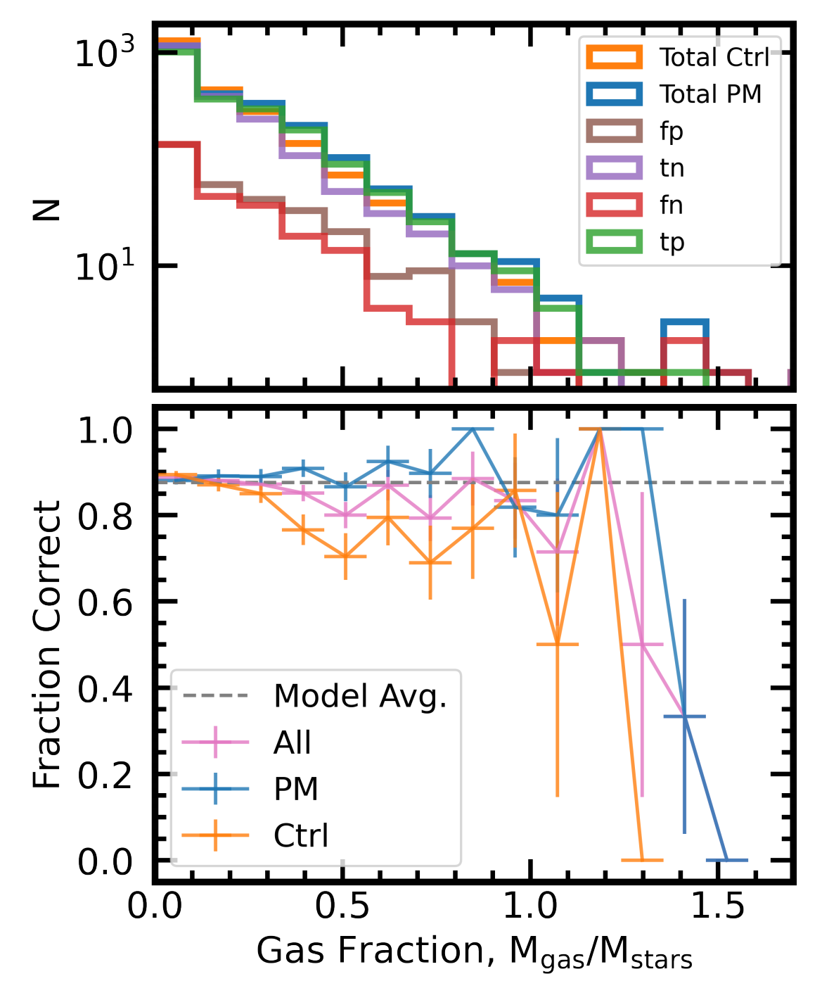 10³
10¹
N
Total Ctrl
Total PM
fp
tn
fn
tp
1.0
0.8
0.6
0.4
0.2
0.0
Fraction Correct
Model Avg.
All
PM
Ctrl
0.0 0.5 1.0 1.5
Gas Fraction, M_gas/M_stars